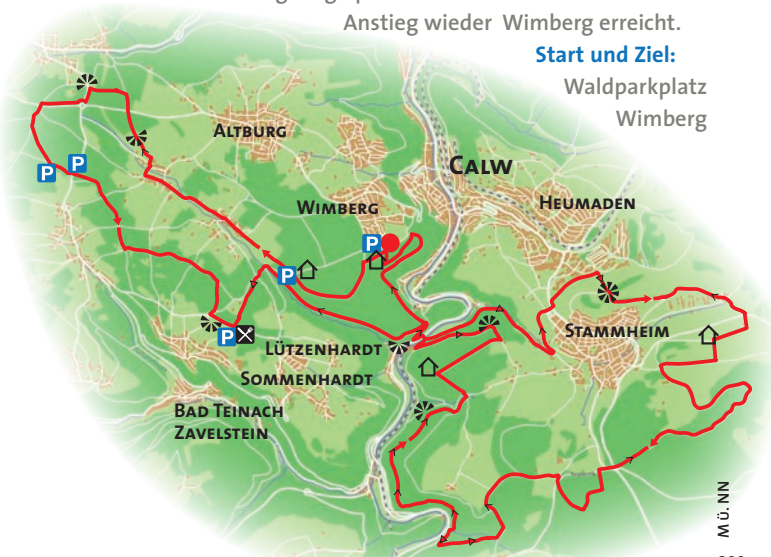 Anstieg wieder Wimberg erreicht.
Start und Ziel:
Waldparkplatz
Wimberg
ALTBURG
CALW
WIMBERG
HEUMADEN
P
P
P
P
STAMMHEIM
P
LÜTZENHARDT
SOMMENHARDT
BAD TEINACH
ZAVELSTEIN
MÜ.NN